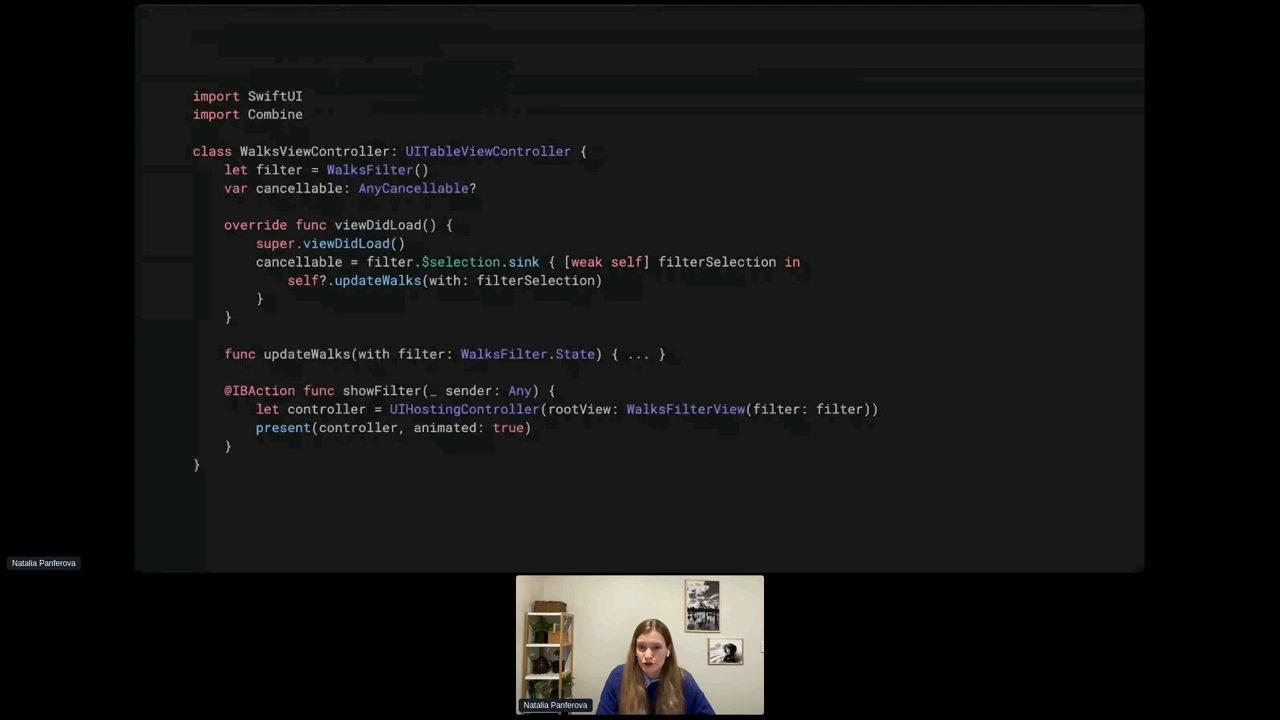 import SwiftUI
import Combine
class WalksViewController: UITableViewController {
let filter = WalksFilter()
var cancellable: AnyCancellable?
override func viewDidLoad() {
super.viewDidLoad()
cancellable = filter.$selection.sink { [weak self] filterSelection in
self?.updateWalks(with: filterSelection)
}
}
func updateWalks(with filter: WalksFilter.State) { ... }
@IBAction func showFilter(_ sender: Any) {
let controller = UIHostingController(rootView: WalksFilterView(filter: filter))
present(controller, animated: true)
}
}
Natalia Panferova
Natalia Panferova